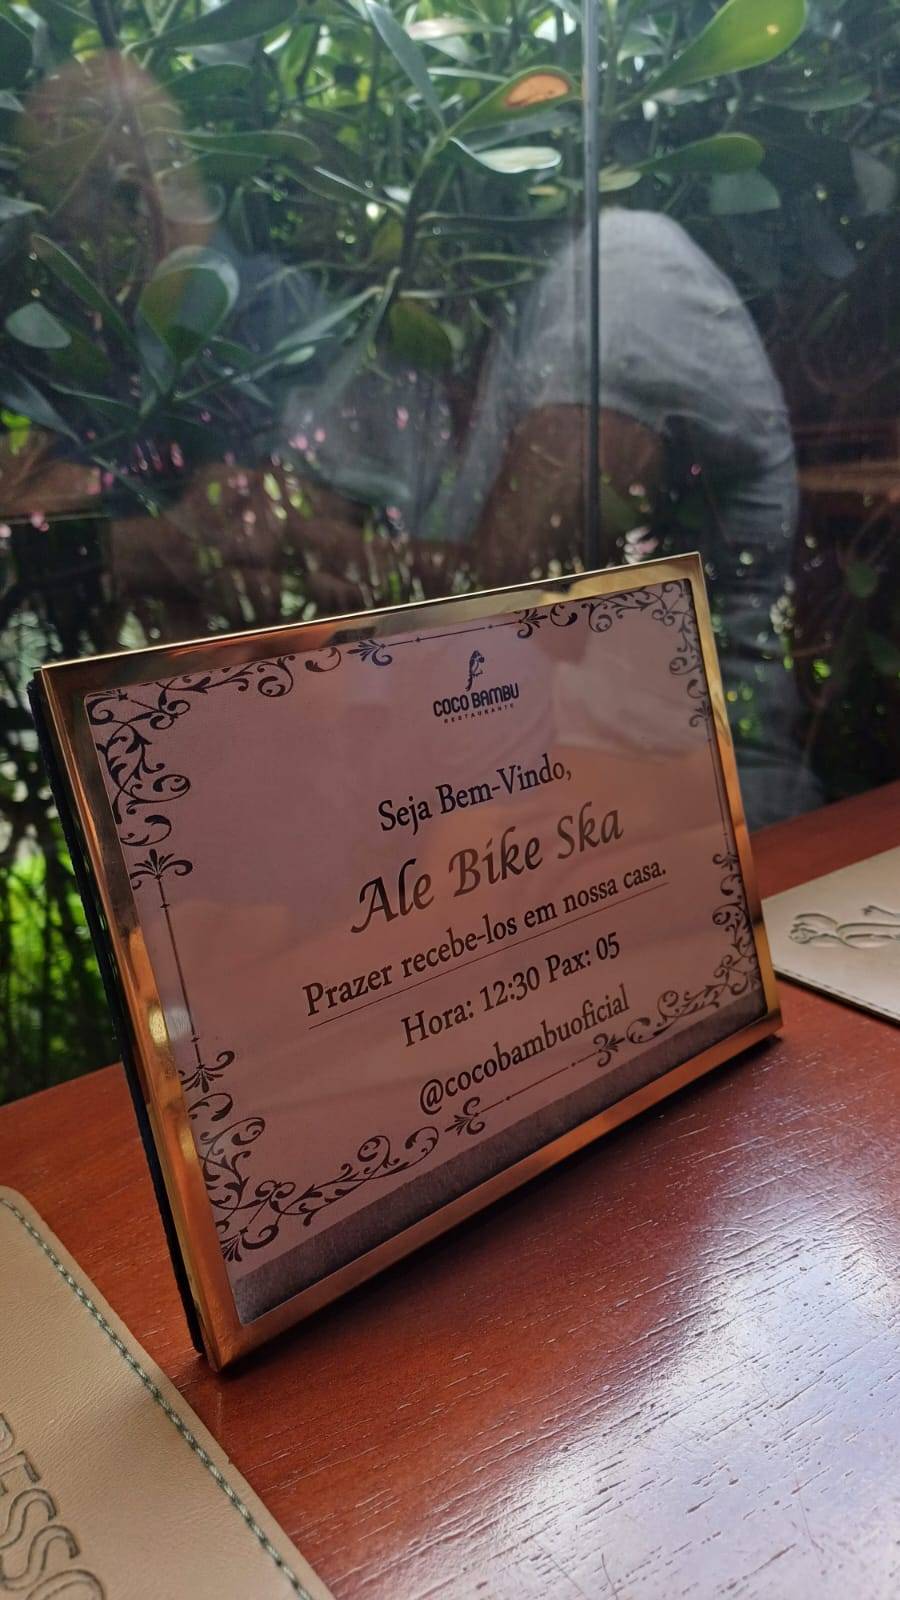 COCO BAMBU
RESTAURANTE
Seja Bem-Vindo,
Ale Bike Ska
Prazer recebe-los em nossa casa.
Hora: 12:30 Pax: 05
@cocobambuoficial